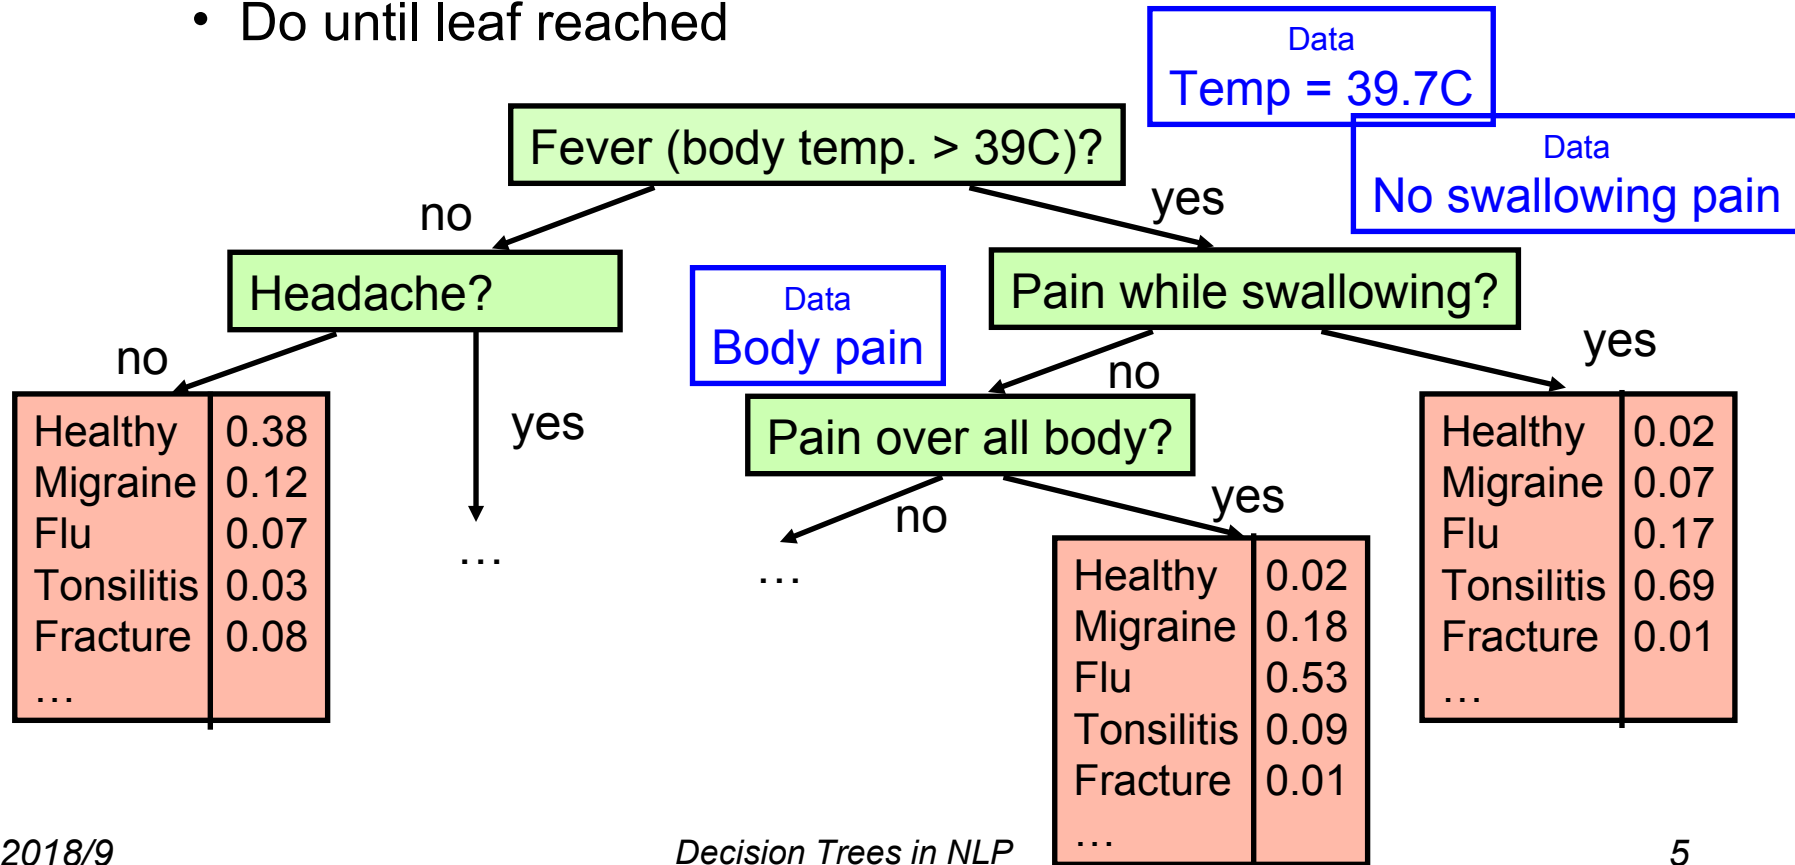 • Do until leaf reached
Data
Temp = 39.7C
Fever (body temp. > 39C)?
Data
No swallowing pain
no
yes
Headache?
Data
Body pain
Pain while swallowing?
no
yes
no
yes
Healthy 0.38
Migraine 0.12
Flu 0.07
Tonsilitis 0.03
Fracture 0.08
…
…
Pain over all body?
no
yes
…
Healthy 0.02
Migraine 0.18
Flu 0.53
Tonsilitis 0.09
Fracture 0.01
…
Healthy 0.02
Migraine 0.07
Flu 0.17
Tonsilitis 0.69
Fracture 0.01
…
2018/9
Decision Trees in NLP
5